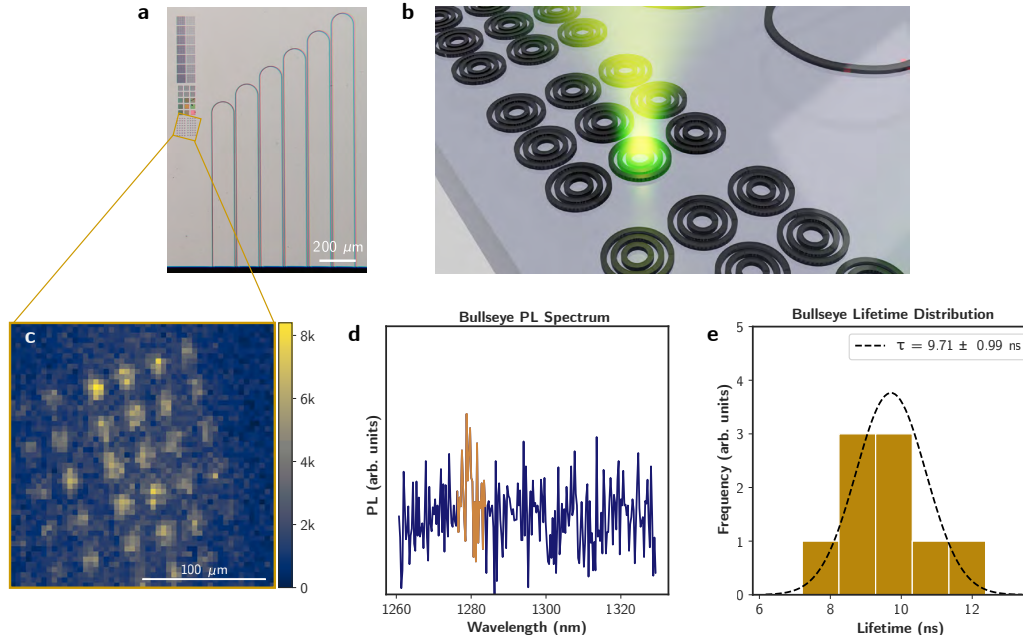 a
200 μm
b
c
8k
6k
4k
2k
0
100 μm
d
Bullseye PL Spectrum
PL (arb. units)
1260
1280
1300
1320
Wavelength (nm)
e
Bullseye Lifetime Distribution
τ = 9.71 ± 0.99 ns
Frequency (arb. units)
5
4
3
2
1
0
6
8
10
12
Lifetime (ns)